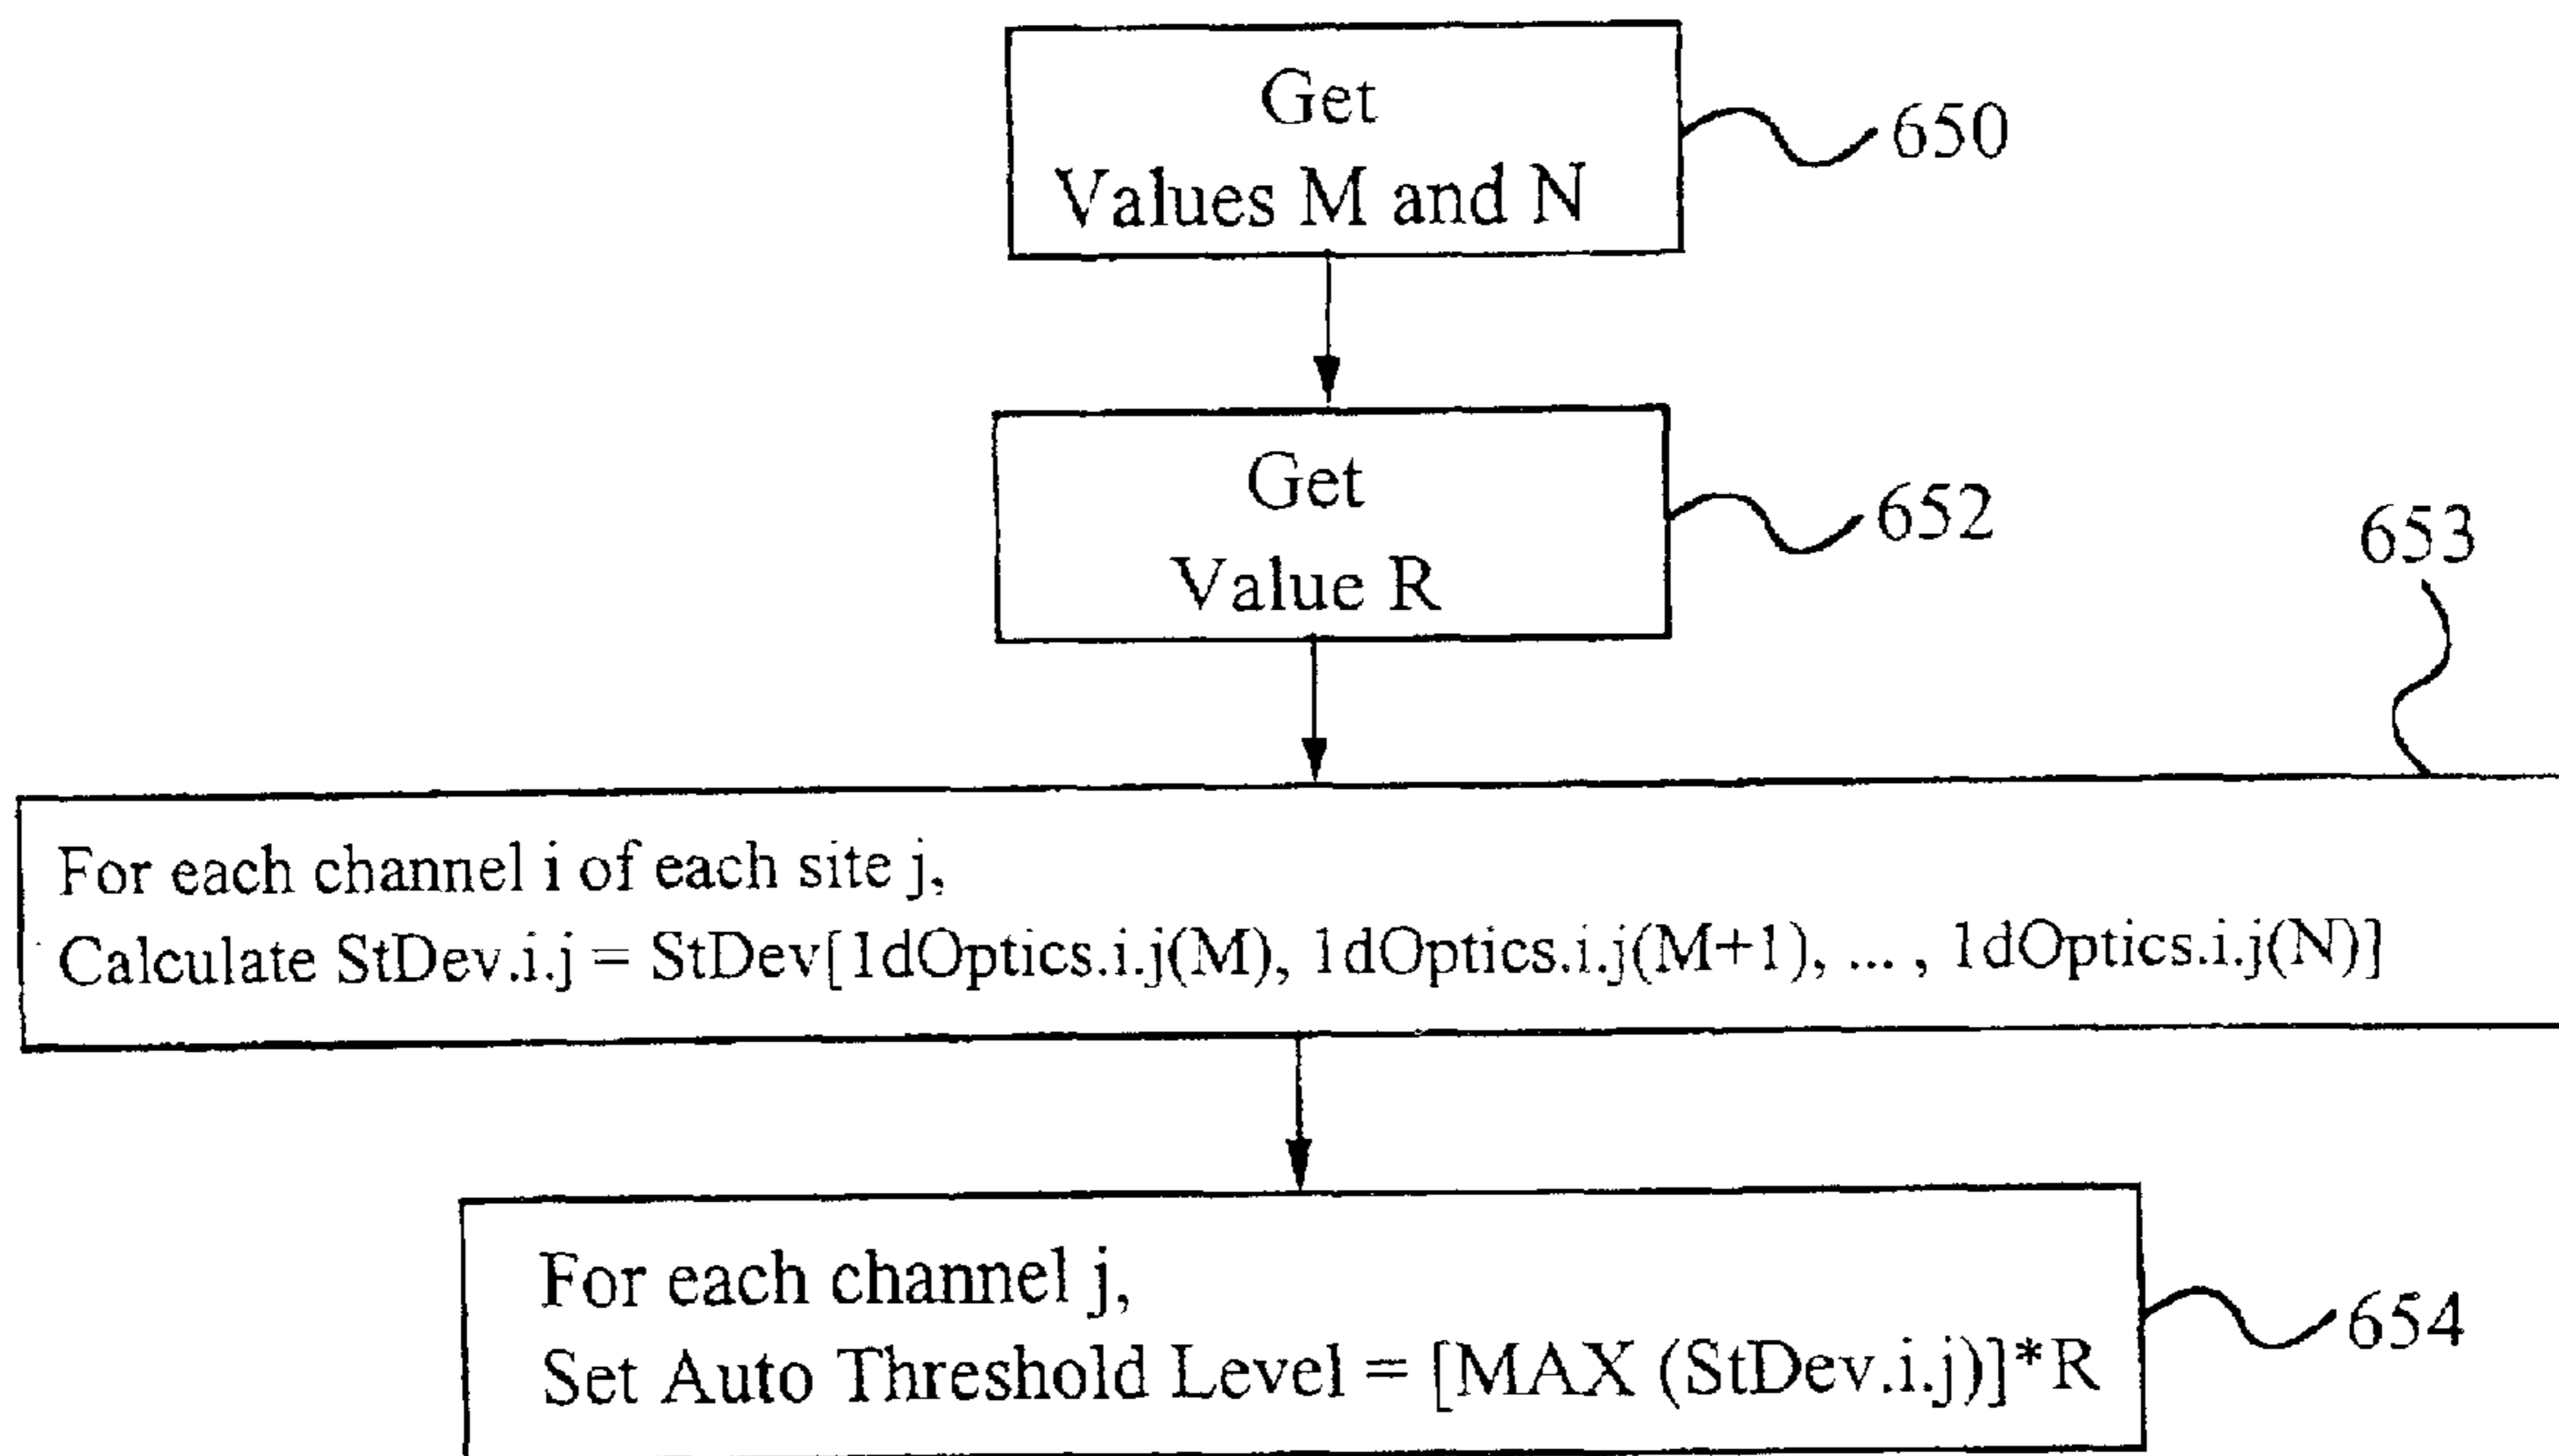 Get
Values M and N
650
Get
Value R
652
653
For each channel i of each site j,
Calculate StDev.i.j = StDev[1dOptics.i.j(M), 1dOptics.i.j(M+1), ... , 1dOptics.i.j(N)]
For each channel j,
Set Auto Threshold Level = [MAX (StDev.i.j)]*R
654